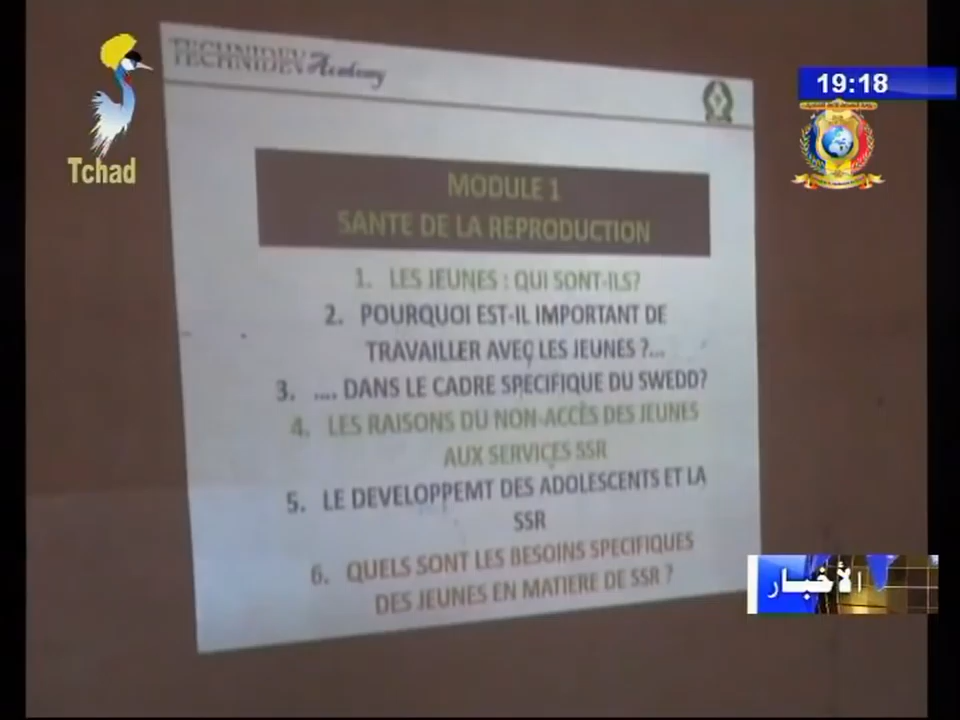 TECHNIDEV Academy
19:18
Tchad
MODULE 1
SANTE DE LA REPRODUCTION
1. LES JEUNES : QUI SONT-ILS?
2. POURQUOI EST-IL IMPORTANT DE
TRAVAILLER AVEC LES JEUNES ?...
3. .... DANS LE CADRE SPECIFIQUE DU SWEDD?
4. LES RAISONS DU NON-ACCÈS DES JEUNES
AUX SERVICES SSR
5. LE DEVELOPPEMT DES ADOLESCENTS ET LA
SSR
6. QUELS SONT LES BESOINS SPECIFIQUES
DES JEUNES EN MATIERE DE SSR ?
الأخبار